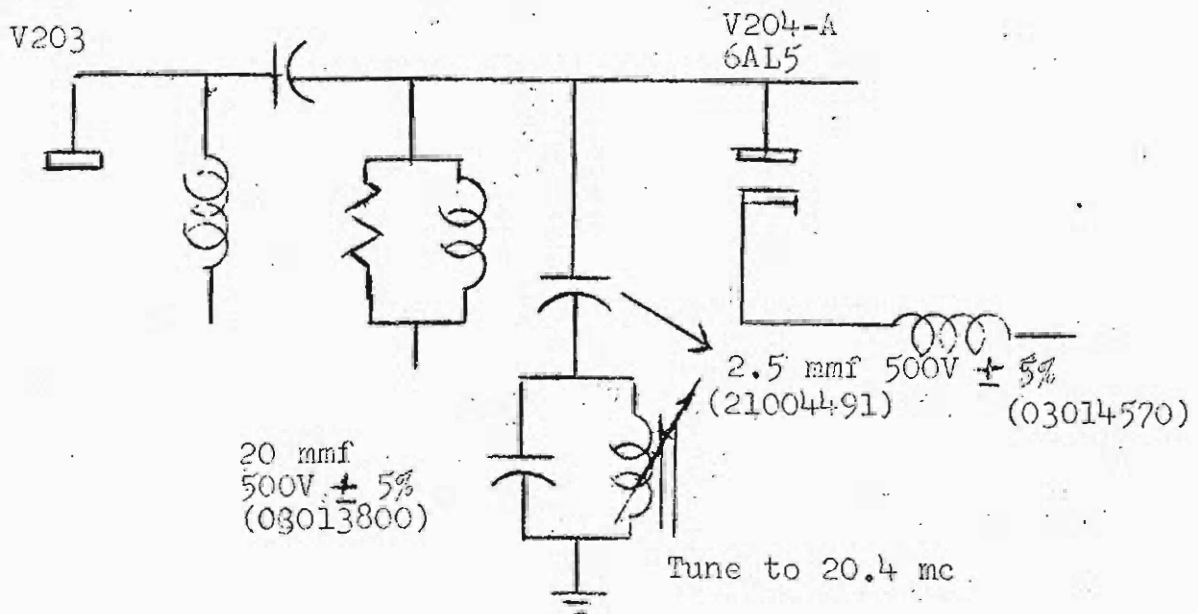 V203
V204-A
6AL5
2.5 mmf 500V ± 5%
(21004491)
(03014570)
20 mmf
500V ± 5%
(08013800)
Tune to 20.4 mc